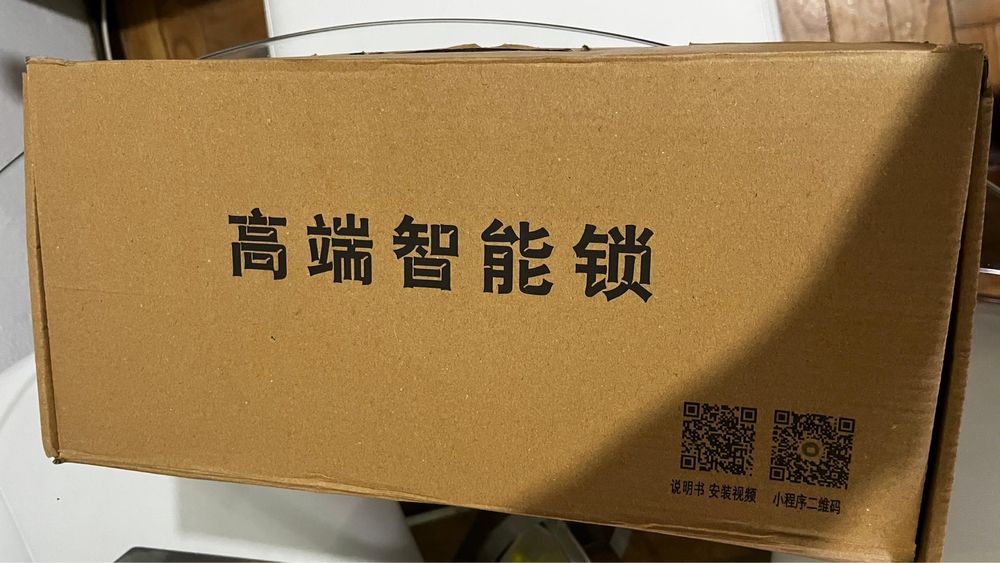 高端智能锁
说明书 安装视频
小程序二维码